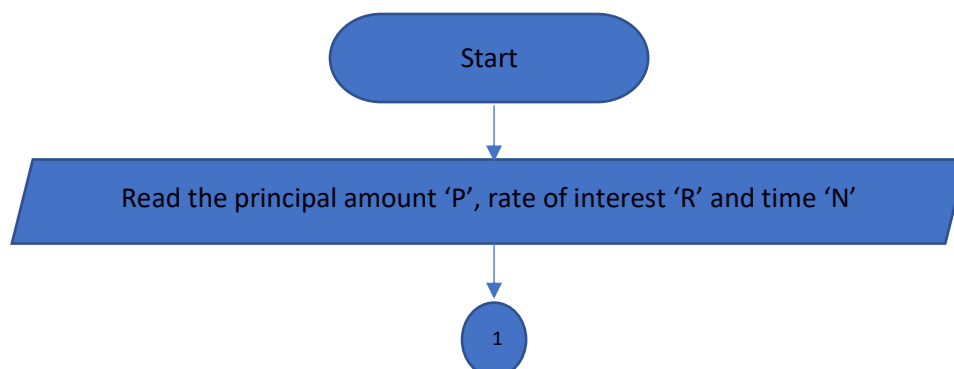 Start
Read the principal amount ‘P’, rate of interest ‘R’ and time ‘N’
1